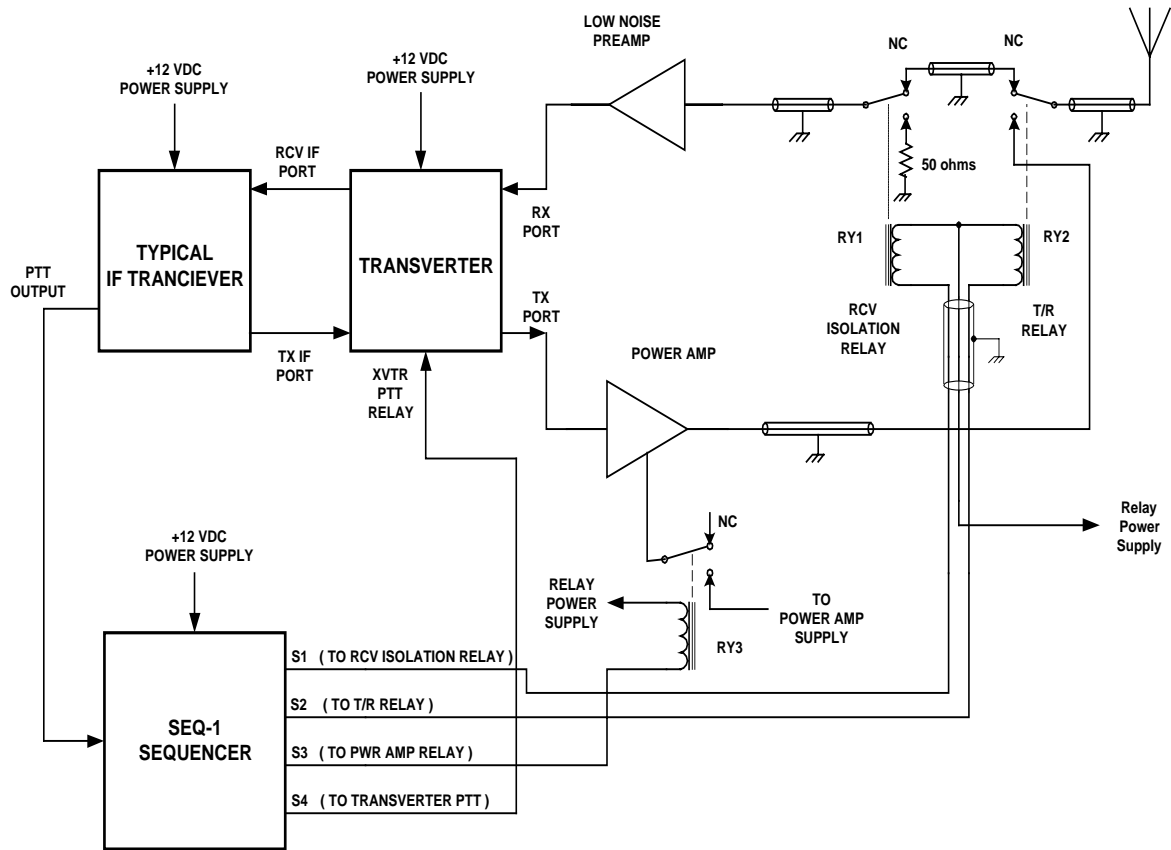 LOW NOISE
PREAMP
NC
NC
+12 VDC
POWER SUPPLY
+12 VDC
POWER SUPPLY
RCV IF
PORT
50 ohms
RX
PORT
RY1
RY2
TYPICAL
IF TRANCIEVER
TRANSVERTER
PTT
OUTPUT
TX
PORT
RCV
ISOLATION
RELAY
T/R
RELAY
TX IF
PORT
XVTR
PTT
RELAY
POWER AMP
NC
Relay
Power
Supply
+12 VDC
POWER SUPPLY
RELAY
POWER
SUPPLY
TO
POWER AMP
SUPPLY
RY3
S1 ( TO RCV ISOLATION RELAY )
S2 ( TO T/R RELAY )
SEQ-1
SEQUENCER
S3 ( TO PWR AMP RELAY )
S4 ( TO TRANSVERTER PTT )